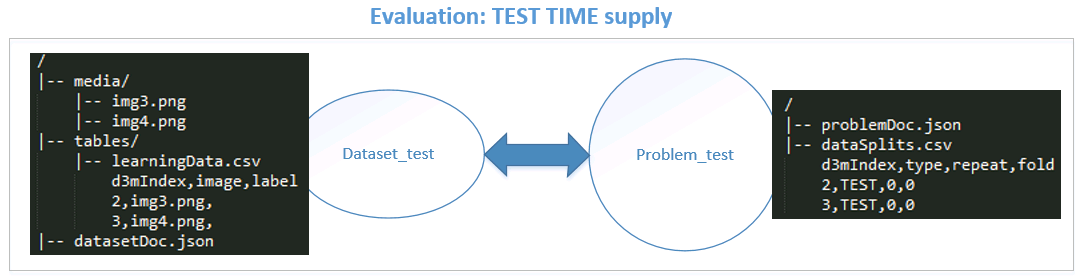 Evaluation: TEST TIME supply
/
|-- media/
|-- img3.png
|-- img4.png
|-- tables/
|-- learningData.csv
d3mIndex,image,label
2,img3.png,
3,img4.png,
|-- datasetDoc.json
Dataset_test
Problem_test
/
|-- problemDoc.json
|-- dataSplits.csv
d3mIndex,type,repeat,fold
2,TEST,0,0
3,TEST,0,0